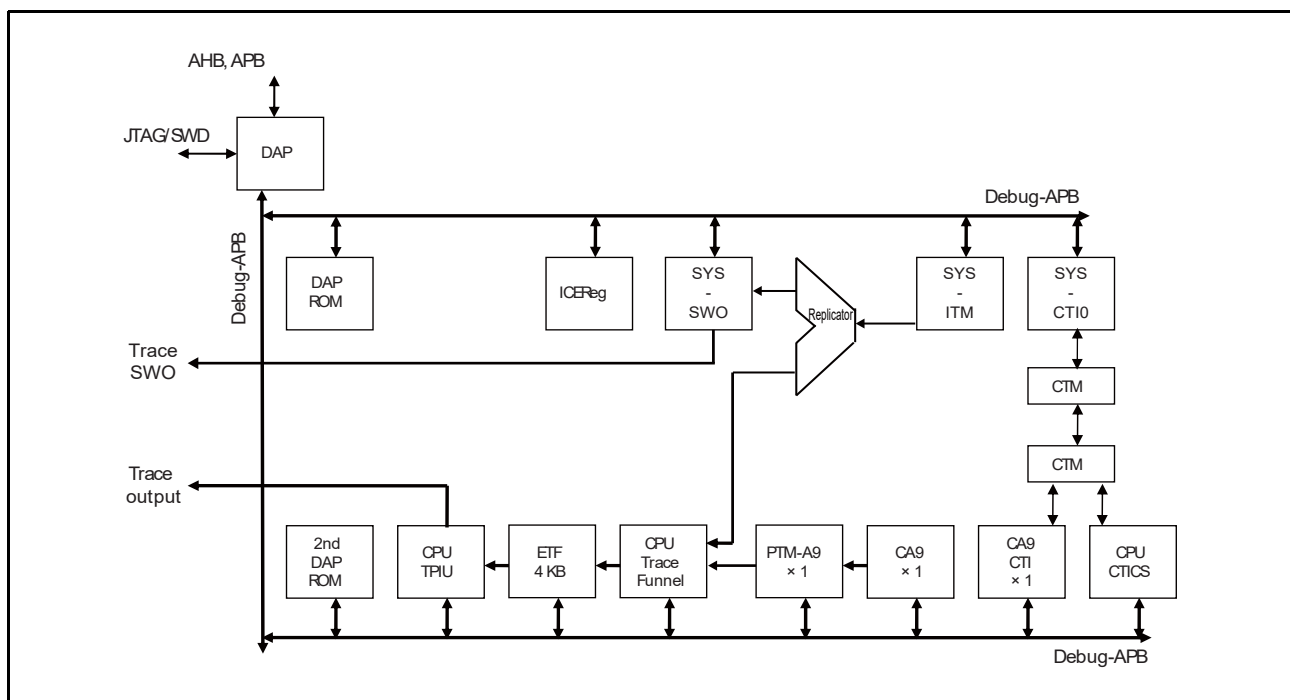 AHB, APB
JTAG/SWD
DAP
Debug-APB
Debug-APB
DAP
ROM
ICEReg
SYS
-
SWO
Replicator
SYS
-
ITM
SYS
-
CTI0
Trace
SWO
CTM
CTM
Trace
output
2nd
DAP
ROM
CPU
TPIU
ETF
4 KB
CPU
Trace
Funnel
PTM-A9
× 1
CA9
× 1
CA9
CTI
× 1
CPU
CTICS
Debug-APB